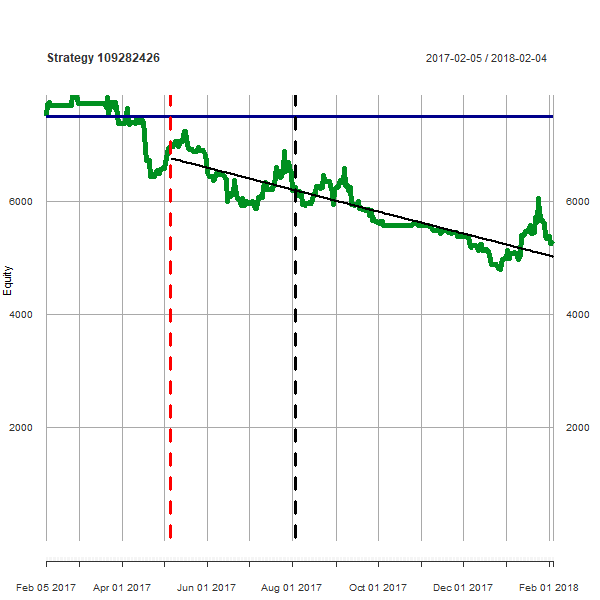 Strategy 109282426
2017-02-05 / 2018-02-04
6000
6000
Equity
4000
4000
2000
2000
Feb 05 2017
Apr 01 2017
Jun 01 2017
Aug 01 2017
Oct 01 2017
Dec 01 2017
Feb 01 2018